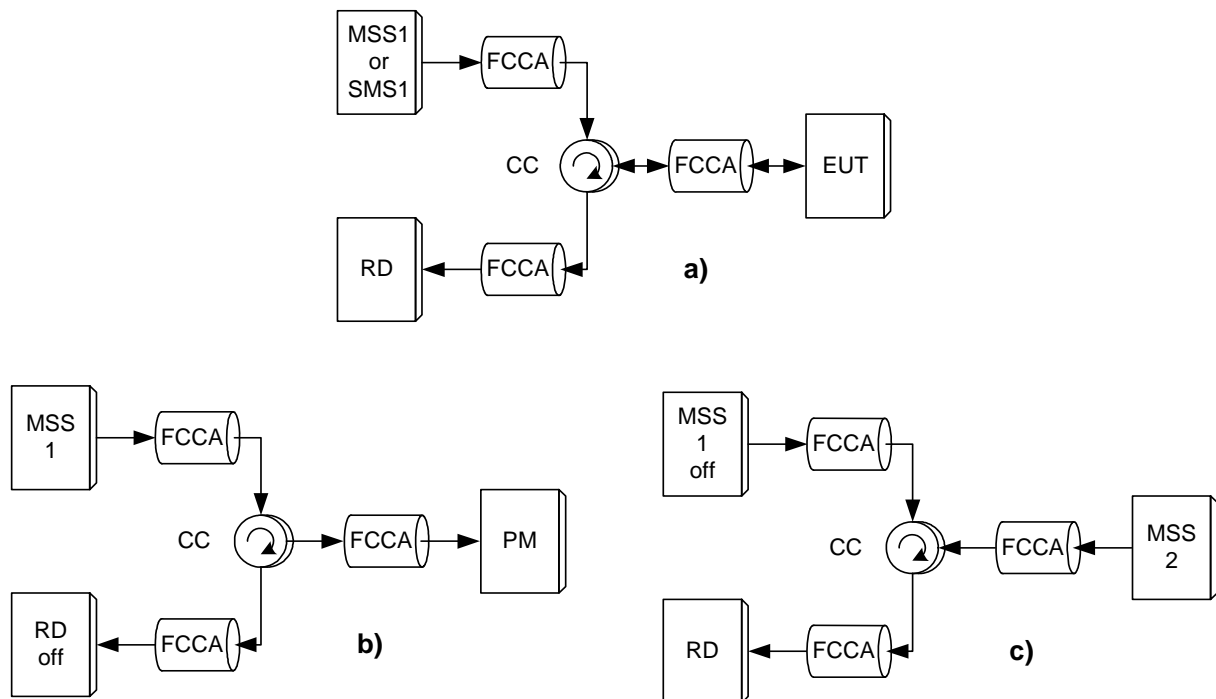 MSS1
or
SMS1
FCCA
CC
FCCA
EUT
RD
FCCA
a)
MSS
1
FCCA
CC
FCCA
PM
RD
off
FCCA
b)
MSS
1
off
FCCA
CC
FCCA
MSS
2
RD
FCCA
c)